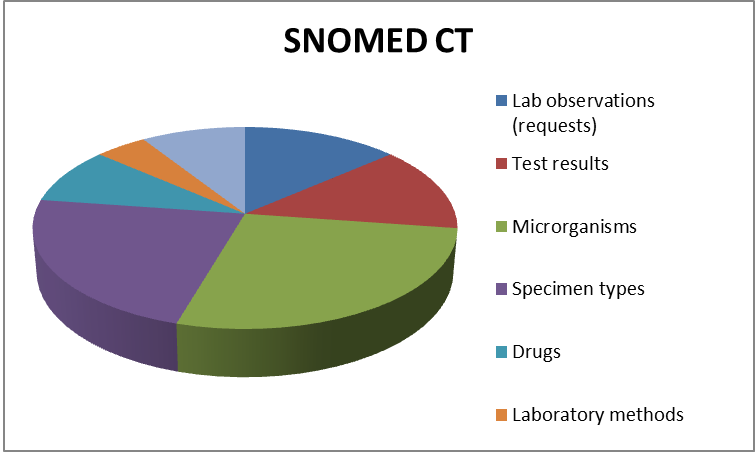 SNOMED CT
Lab observations
(requests)
Test results
Microrganisms
Specimen types
Drugs
Laboratory methods